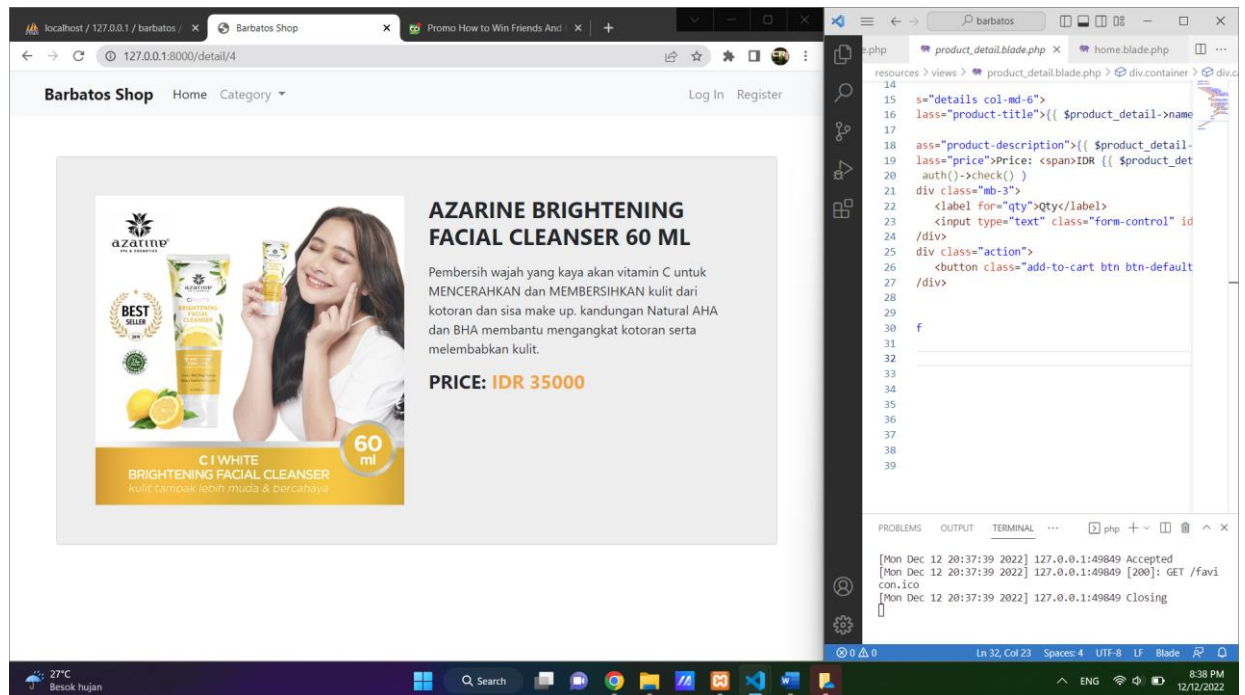 localhost / 127.0.0.1 / barbatos /
Barbatos Shop
Promo How to Win Friends And
127.0.0.1:8000/detail/4
Barbatos Shop Home Category Log In Register
azarine
SPA & COSMETICS
BEST
SELLER
AZARINE BRIGHTENING
FACIAL CLEANSER 60 ML
Pembersih wajah yang kaya akan vitamin C untuk
MENCERAHKAN dan MEMBERSIHKAN kulit dari
kotoran dan sisa make up. kandungan Natural AHA
dan BHA membantu mengangkat kotoran serta
melembabkan kulit.
PRICE: IDR 35000
60
ml
C I WHITE
BRIGHTENING FACIAL CLEANSER
kulit tampak lebih muda & bercahaya
barbatos
e.php product_detail.blade.php home.blade.php
resources > views > product_detail.blade.php > div.container > div.c
14
15 s="details col-md-6">
16 lass="product-title">{{ $product_detail->name
17
18 ass="product-description">{{ $product_detail-
19 lass="price">Price: <span>IDR {{ $product_det
20 auth()->check() )
21 div class="mb-3">
22 <label for="qty">Qty</label>
23 <input type="text" class="form-control" id
24 /div>
25 div class="action">
26 <button class="add-to-cart btn btn-default
27 /div>
28
29
30 f
31
32
33
34
35
36
37
38
39
PROBLEMS OUTPUT TERMINAL ··· php
[Mon Dec 12 20:37:39 2022] 127.0.0.1:49849 Accepted
[Mon Dec 12 20:37:39 2022] 127.0.0.1:49849 [200]: GET /favi
con.ico
[Mon Dec 12 20:37:39 2022] 127.0.0.1:49849 Closing
0 0 Ln 32, Col 23 Spaces: 4 UTF-8 LF Blade
27°C
Besok hujan
Search
ENG
8:38 PM
12/12/2022